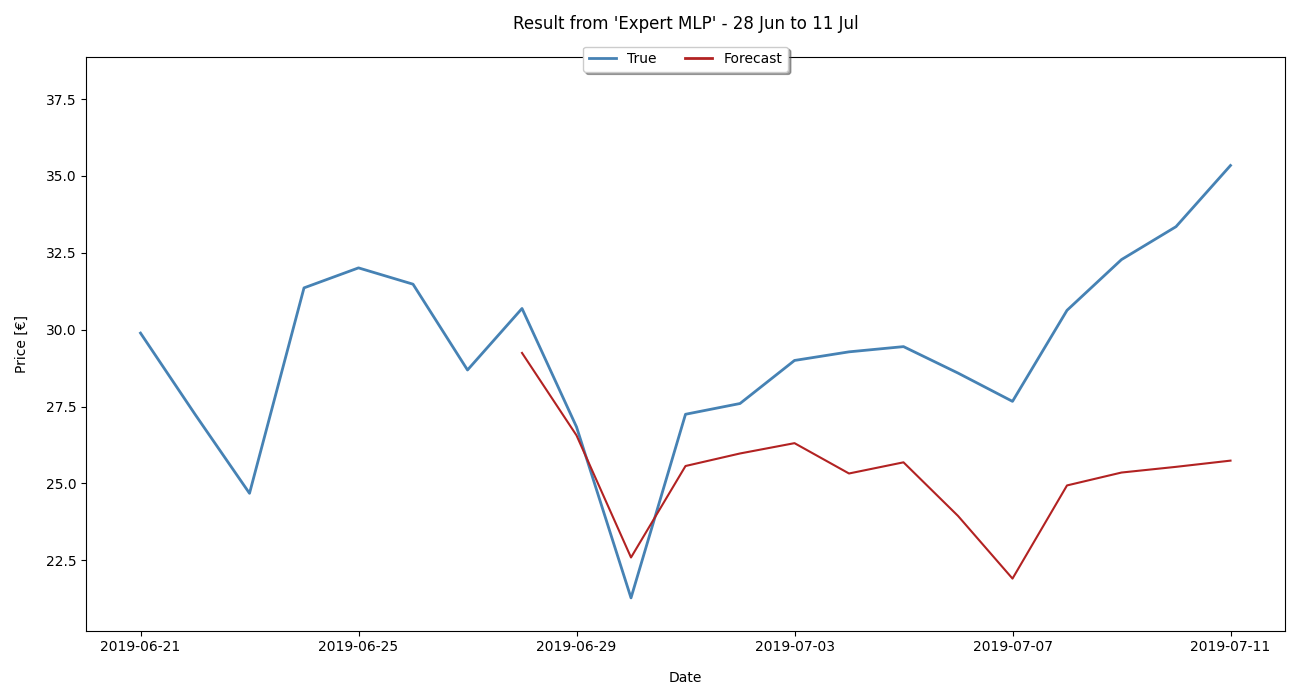 Result from 'Expert MLP' - 28 Jun to 11 Jul
True Forecast
37.5
35.0
32.5
30.0
27.5
25.0
22.5
Price [€]
2019-06-21 2019-06-25 2019-06-29 2019-07-03 2019-07-07 2019-07-11
Date